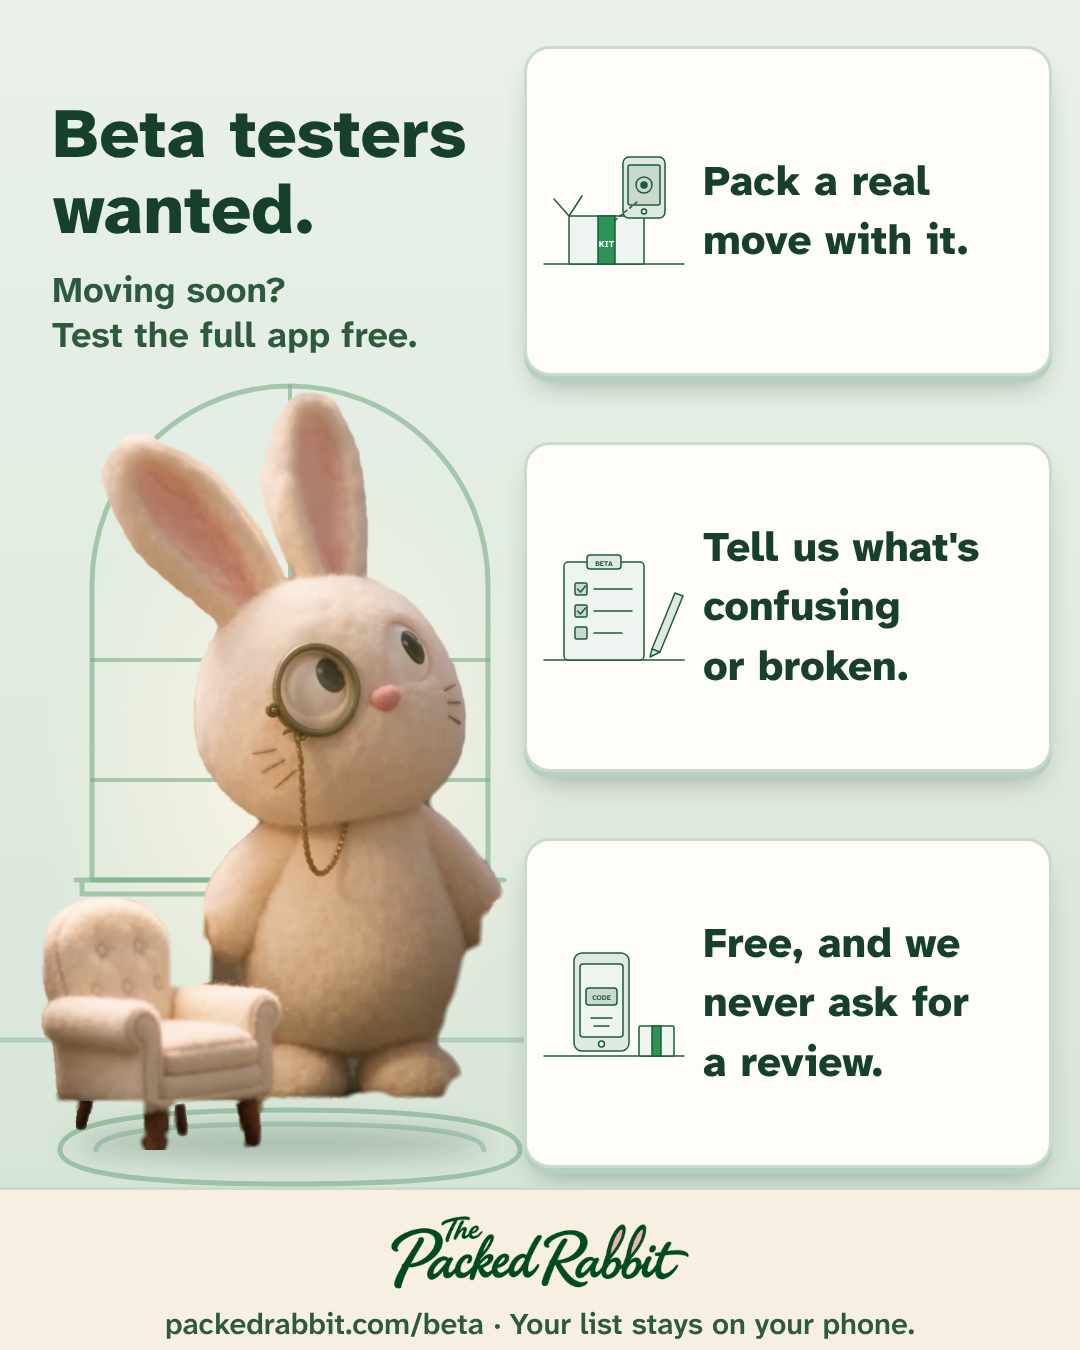 Beta testers
wanted.
Moving soon?
Test the full app free.
KIT
Pack a real
move with it.
BETA
Tell us what's
confusing
or broken.
CODE
Free, and we
never ask for
a review.
The
Packed Rabbit
packedrabbit.com/beta · Your list stays on your phone.